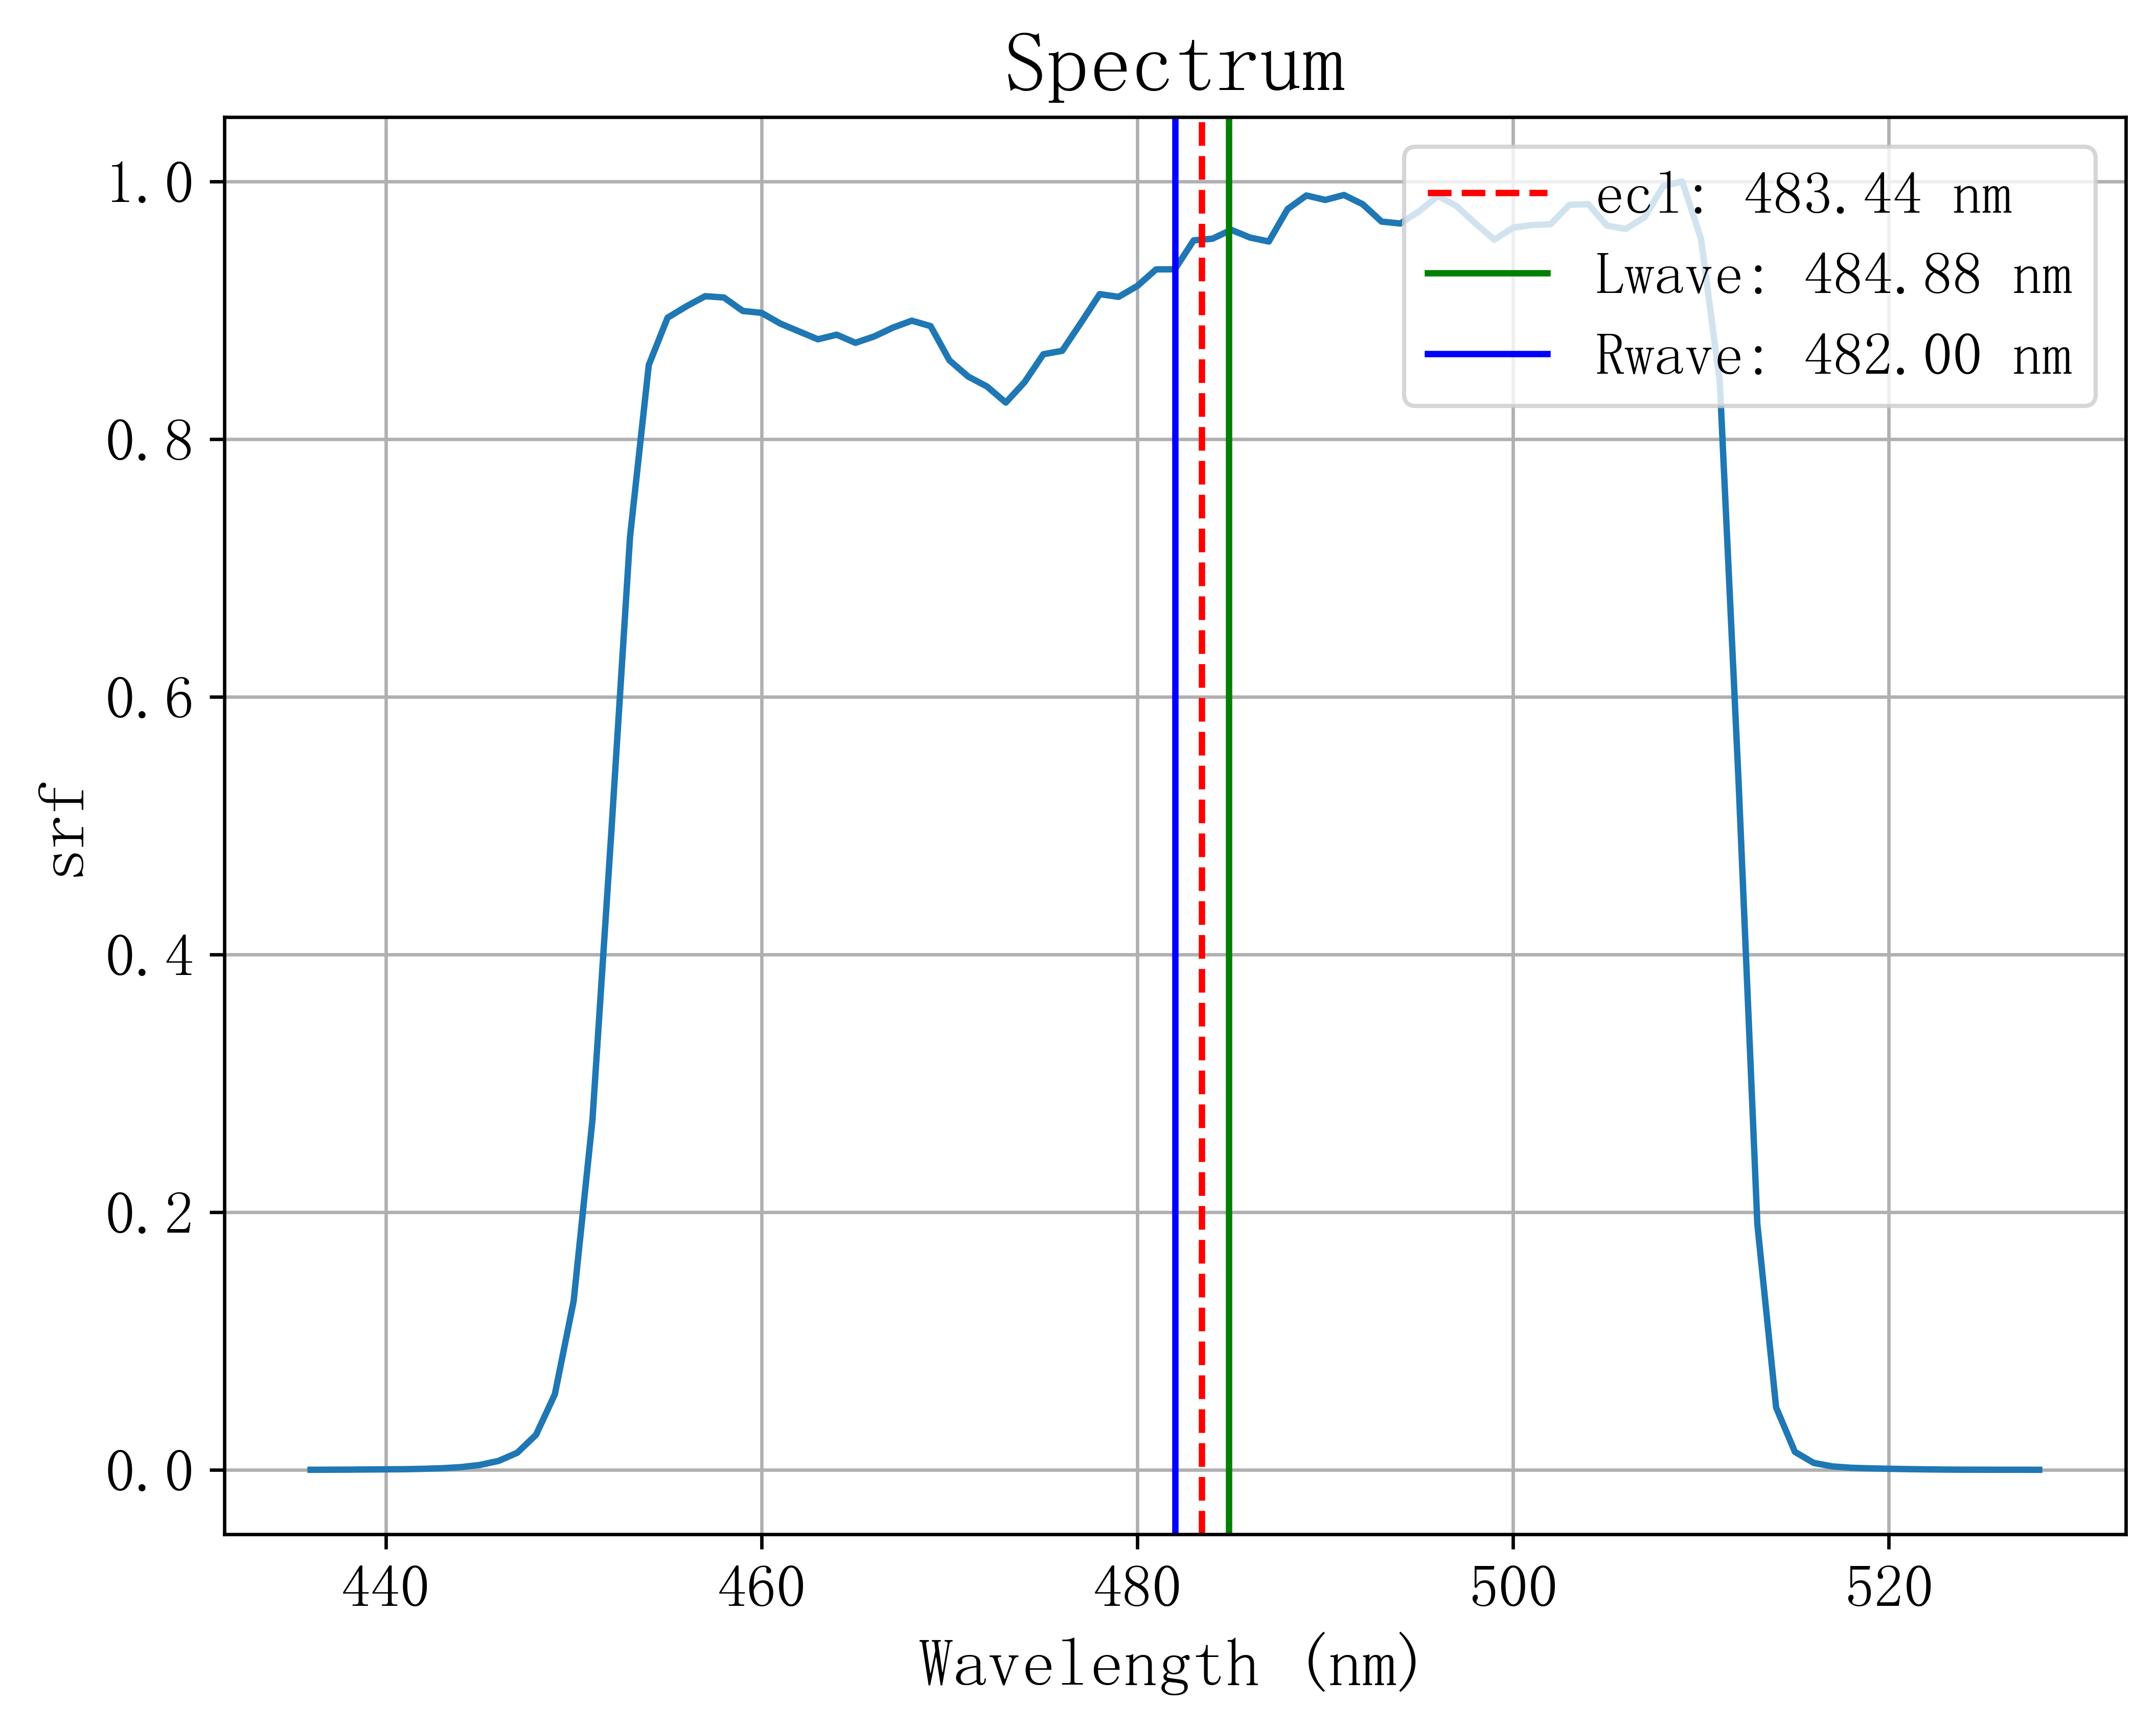 Spectrum
1.0
0.8
0.6
0.4
0.2
0.0
srf
440 460 480 500 520
Wavelength (nm)
ecl: 483.44 nm
Lwave: 484.88 nm
Rwave: 482.00 nm